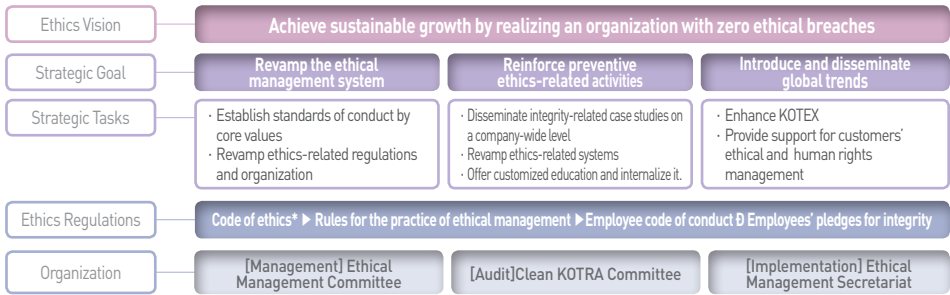 Ethics Vision
Achieve sustainable growth by realizing an organization with zero ethical breaches
Strategic Goal
Revamp the ethical
management system
Reinforce preventive
ethics-related activities
Introduce and disseminate
global trends
Strategic Tasks
· Establish standards of conduct by
core values
· Revamp ethics-related regulations
and organization
· Disseminate integrity-related case studies on
a company-wide level
· Revamp ethics-related systems
· Offer customized education and internalize it.
· Enhance KOTEX
· Provide support for customers'
ethical and human rights
management
Ethics Regulations
Code of ethics* ▶ Rules for the practice of ethical management ▶Employee code of conduct Ð Employees' pledges for integrity
Organization
[Management] Ethical
Management Committee
[Audit]Clean KOTRA Committee
[Implementation] Ethical
Management Secretariat